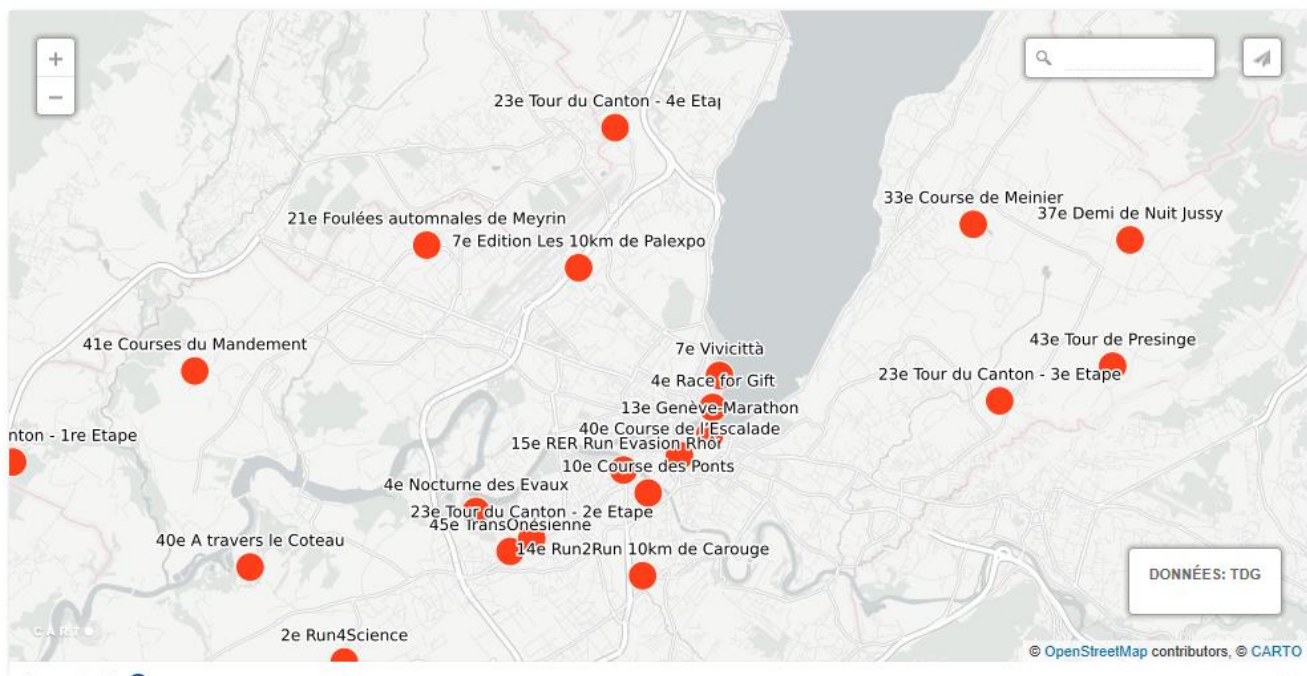 +
−
23e Tour du Canton - 4e Etap
33e Course de Meinier
37e Demi de Nuit Jussy
21e Foulées automnales de Meyrin
7e Edition Les 10km de Palexpo
41e Courses du Mandement
7e Vivicittà
43e Tour de Presinge
4e Race for Gift
23e Tour du Canton - 3e Etape
13e Genève-Marathon
40e Course de l'Escalade
nton - 1re Etape
15e RER Run Evasion Rhôn
10e Course des Ponts
4e Nocturne des Evaux
23e Tour du Canton - 2e Etape
45e TransOnésienne
40e A travers le Coteau
14e Run2Run 10km de Carouge
DONNÉES: TDG
CARTO
2e Run4Science
© OpenStreetMap contributors, © CARTO